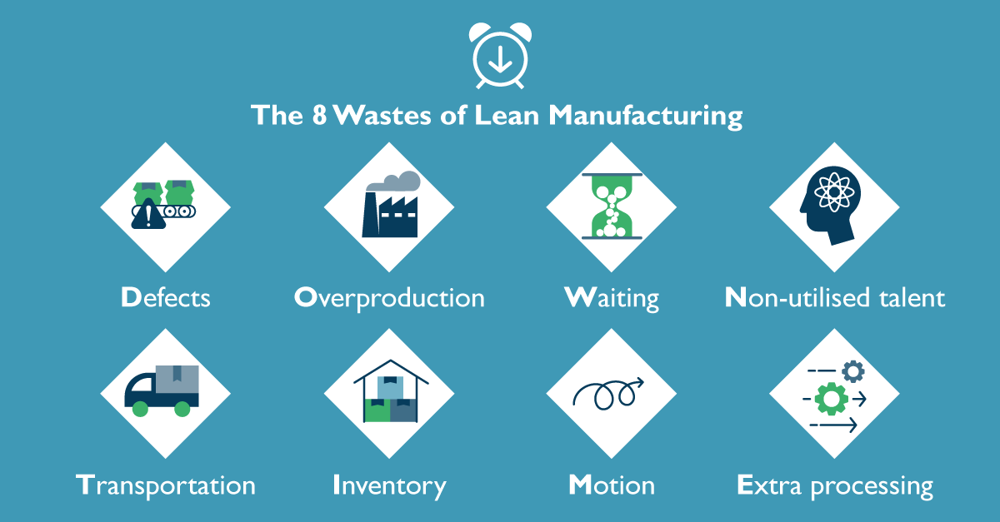 The 8 Wastes of Lean Manufacturing
Defects
Overproduction
Waiting
Non-utilised talent
Transportation
Inventory
Motion
Extra processing